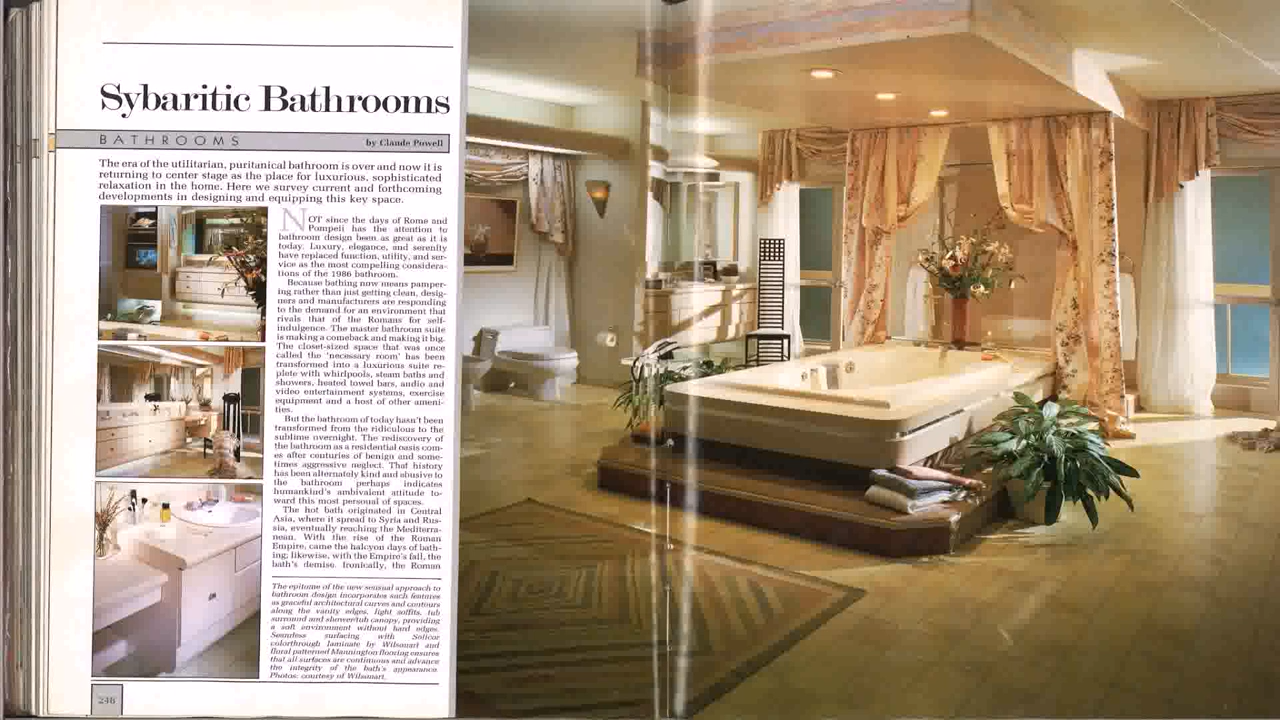 Sybaritic Bathrooms
BATHROOMS
by Claude Powell
The era of the utilitarian, puritanical bathroom is over and now it is
returning to center stage as the place for luxurious, sophisticated
relaxation in the home. Here we survey current and forthcoming
developments in designing and equipping this key space.
NOT since the days of Rome and
Pompeii has the attention to
bathroom design been as great as it is
today. Luxury, elegance, and serenity
have replaced function, utility, and ser-
vice as the most compelling considera-
tions of the 1986 bathroom.
Because bathing now means pamper-
ing rather than just getting clean, desig-
ners and manufacturers are responding
to the demand for an environment that
rivals that of the Romans for self-
indulgence. The master bathroom suite
is making a comeback and making it big.
The closet-sized space that was once
called the 'necessary room' has been
transformed into a luxurious suite re-
plete with whirlpools, steam baths and
showers, heated towel bars, audio and
video entertainment systems, exercise
equipment and a host of other ameni-
ties.
But the bathroom of today hasn't been
transformed from the ridiculous to the
sublime overnight. The rediscovery of
the bathroom as a residential oasis com-
es after centuries of benign and some-
times aggressive neglect. That history
has been alternately kind and abusive to
the bathroom perhaps indicates
humankind's ambivalent attitude to-
ward this most personal of spaces.
The hot bath originated in Central
Asia, where it spread to Syria and Rus-
sia, eventually reaching the Mediterra-
nean. With the rise of the Roman
Empire, came the halcyon days of bath-
ing; likewise, with the Empire's fall, the
bath's demise. Ironically, the Roman
The epitome of the new sensual approach to
bathroom design incorporates such features
as graceful architectural curves and contours
along the vanity edges, light soffits, tub
surround and shower/tub canopy, providing
a soft environment without hard edges.
Seamless surfacing with Solicor
colorthrough laminate by Wilsonart and
floral patterned Mannington flooring ensures
that all surfaces are continuous and advance
the integrity of the bath's appearance.
Photos: courtesy of Wilsonart.
246